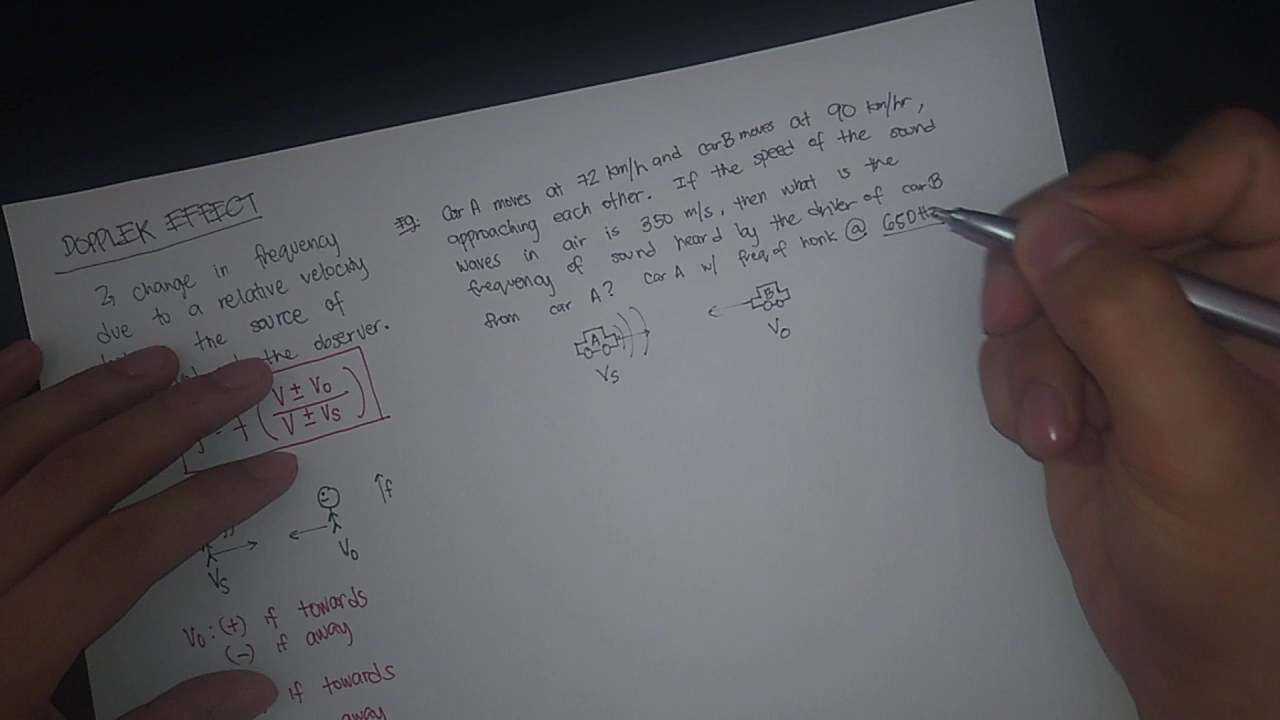 DOPPLER EFFECT
↳ change in frequency
due to a relative velocity
the source of
the observer.
f (V ± Vo / V ± Vs)
↑f
Vs
Vo
Vo: (+) if towards
(-) if away
if towards
away
Eg: Car A moves at 72 km/h and car B moves at 90 km/hr,
approaching each other. If the speed of the sound
waves in air is 350 m/s, then what is the
frequency of sound heard by the driver of car B
from car A? Car A w/ freq. of honk @ 650Hz
A
B
Vs
Vo